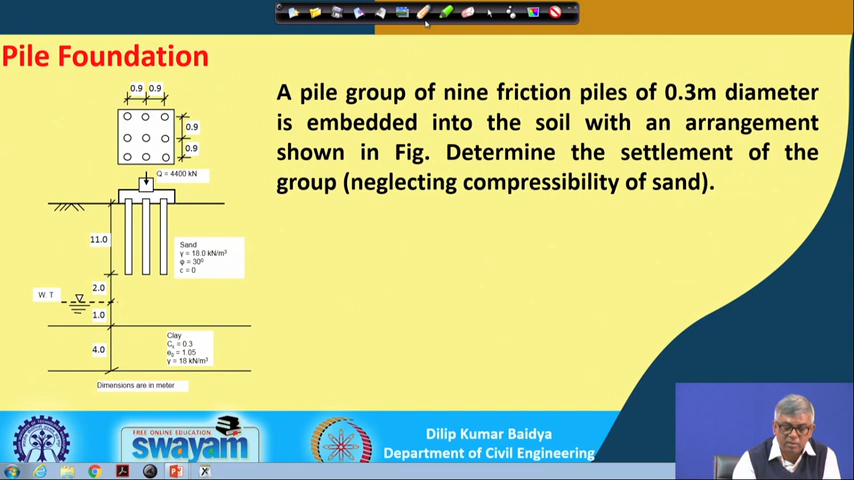 Pile Foundation
0.9 0.9
0.9
0.9
Q = 4400 kN
11.0
Sand
γ = 18.0 kN/m³
φ = 30⁰
c = 0
2.0
W. T
1.0
4.0
Clay
Cc = 0.3
e₀ = 1.05
γ = 18 kN/m³
Dimensions are in meter
A pile group of nine friction piles of 0.3m diameter
is embedded into the soil with an arrangement
shown in Fig. Determine the settlement of the
group (neglecting compressibility of sand).
FREE ONLINE EDUCATION
swayam
Dilip Kumar Baidya
Department of Civil Engineering